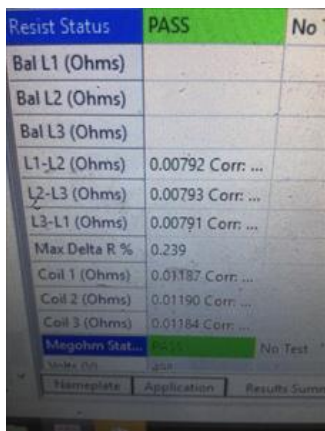 Resist Status PASS No
Bal L1 (Ohms)
Bal L2 (Ohms)
Bal L3 (Ohms)
L1-L2 (Ohms) 0.00792 Corr: ...
L2-L3 (Ohms) 0.00793 Corr: ...
L3-L1 (Ohms) 0.00791 Corr: ...
Max Delta R % 0.239
Coil 1 (Ohms) 0.01187 Corr: ...
Coil 2 (Ohms) 0.01190 Corr: ...
Coil 3 (Ohms) 0.01184 Corr: ...
Megohm Stat... PASS No Test
Nameplate Application Results Summ